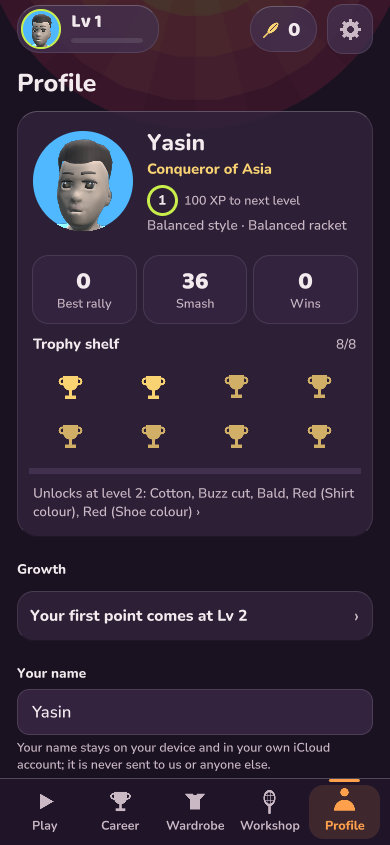 Lv 1
0
Profile
Yasin
Conqueror of Asia
1 100 XP to next level
Balanced style · Balanced racket
0 36 0
Best rally Smash Wins
Trophy shelf 8/8
Unlocks at level 2: Cotton, Buzz cut, Bald, Red (Shirt
colour), Red (Shoe colour) ›
Growth
Your first point comes at Lv 2 ›
Your name
Yasin
Your name stays on your device and in your own iCloud
account; it is never sent to us or anyone else.
Play Career Wardrobe Workshop Profile